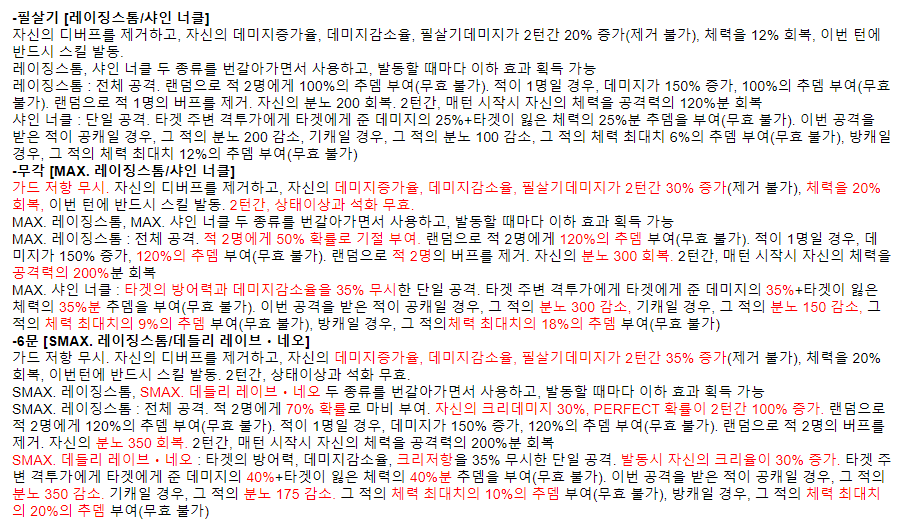 -필살기 [레이징스톰/샤인 너클]
자신의 디버프를 제거하고, 자신의 데미지증가율, 데미지감소율, 필살기데미지가 2턴간 20% 증가(제거 불가), 체력을 12% 회복, 이번 턴에
반드시 스킬 발동.
레이징스톰, 샤인 너클 두 종류를 번갈아가면서 사용하고, 발동할 때마다 이하 효과 획득 가능
레이징스톰 : 전체 공격. 랜덤으로 적 2명에게 100%의 추뎀 부여(무효 불가). 적이 1명일 경우, 데미지가 150% 증가, 100%의 추뎀 부여(무효
불가). 랜덤으로 적 1명의 버프를 제거. 자신의 분노 200 회복. 2턴간, 매턴 시작시 자신의 체력을 공격력의 120%분 회복
샤인 너클 : 단일 공격. 타겟 주변 격투가에게 타겟에게 준 데미지의 25%+타겟이 잃은 체력의 25%분 추뎀을 부여(무효 불가). 이번 공격을
받은 적이 공캐일 경우, 그 적의 분노 200 감소, 기캐일 경우, 그 적의 분노 100 감소, 그 적의 체력 최대치 6%의 추뎀 부여(무효 불가), 방캐일
경우, 그 적의 체력 최대치 12%의 추뎀 부여(무효 불가)
-무각 [MAX. 레이징스톰/샤인 너클]
가드 저항 무시. 자신의 디버프를 제거하고, 자신의 데미지증가율, 데미지감소율, 필살기데미지가 2턴간 30% 증가(제거 불가), 체력을 20%
회복, 이번 턴에 반드시 스킬 발동. 2턴간, 상태이상과 석화 무효.
MAX. 레이징스톰, MAX. 샤인 너클 두 종류를 번갈아가면서 사용하고, 발동할 때마다 이하 효과 획득 가능
MAX. 레이징스톰 : 전체 공격. 적 2명에게 50% 확률로 기절 부여. 랜덤으로 적 2명에게 120%의 추뎀 부여(무효 불가). 적이 1명일 경우, 데
미지가 150% 증가, 120%의 추뎀 부여(무효 불가). 랜덤으로 적 2명의 버프를 제거. 자신의 분노 300 회복. 2턴간, 매턴 시작시 자신의 체력을
공격력의 200%분 회복
MAX. 샤인 너클 : 타겟의 방어력과 데미지감소율을 35% 무시한 단일 공격. 타겟 주변 격투가에게 타겟에게 준 데미지의 35%+타겟이 잃은
체력의 35%분 추뎀을 부여(무효 불가). 이번 공격을 받은 적이 공캐일 경우, 그 적의 분노 300 감소, 기캐일 경우, 그 적의 분노 150 감소, 그
적의 체력 최대치의 9%의 추뎀 부여(무효 불가), 방캐일 경우, 그 적의체력 최대치의 18%의 추뎀 부여(무효 불가)
-6문 [SMAX. 레이징스톰/데들리 레이브・네오]
가드 저항 무시. 자신의 디버프를 제거하고, 자신의 데미지증가율, 데미지감소율, 필살기데미지가 2턴간 35% 증가(제거 불가), 체력을 20%
회복, 이번턴에 반드시 스킬 발동. 2턴간, 상태이상과 석화 무효.
SMAX. 레이징스톰, SMAX. 데들리 레이브・네오 두 종류를 번갈아가면서 사용하고, 발동할 때마다 이하 효과 획득 가능
SMAX. 레이징스톰 : 전체 공격. 적 2명에게 70% 확률로 마비 부여. 자신의 크리데미지 30%, PERFECT 확률이 2턴간 100% 증가. 랜덤으로
적 2명에게 120%의 추뎀 부여(무효 불가). 적이 1명일 경우, 데미지가 150% 증가, 120%의 추뎀 부여(무효 불가). 랜덤으로 적 2명의 버프를
제거. 자신의 분노 350 회복. 2턴간, 매턴 시작시 자신의 체력을 공격력의 200%분 회복
SMAX. 데들리 레이브・네오 : 타겟의 방어력, 데미지감소율, 크리저항을 35% 무시한 단일 공격. 발동시 자신의 크리율이 30% 증가. 타겟 주
변 격투가에게 타겟에게 준 데미지의 40%+타겟이 잃은 체력의 40%분 추뎀을 부여(무효 불가). 이번 공격을 받은 적이 공캐일 경우, 그 적의
분노 350 감소. 기캐일 경우, 그 적의 분노 175 감소. 그 적의 체력 최대치의 10%의 추뎀 부여(무효 불가), 방캐일 경우, 그 적의 체력 최대치
의 20%의 추뎀 부여(무효 불가)